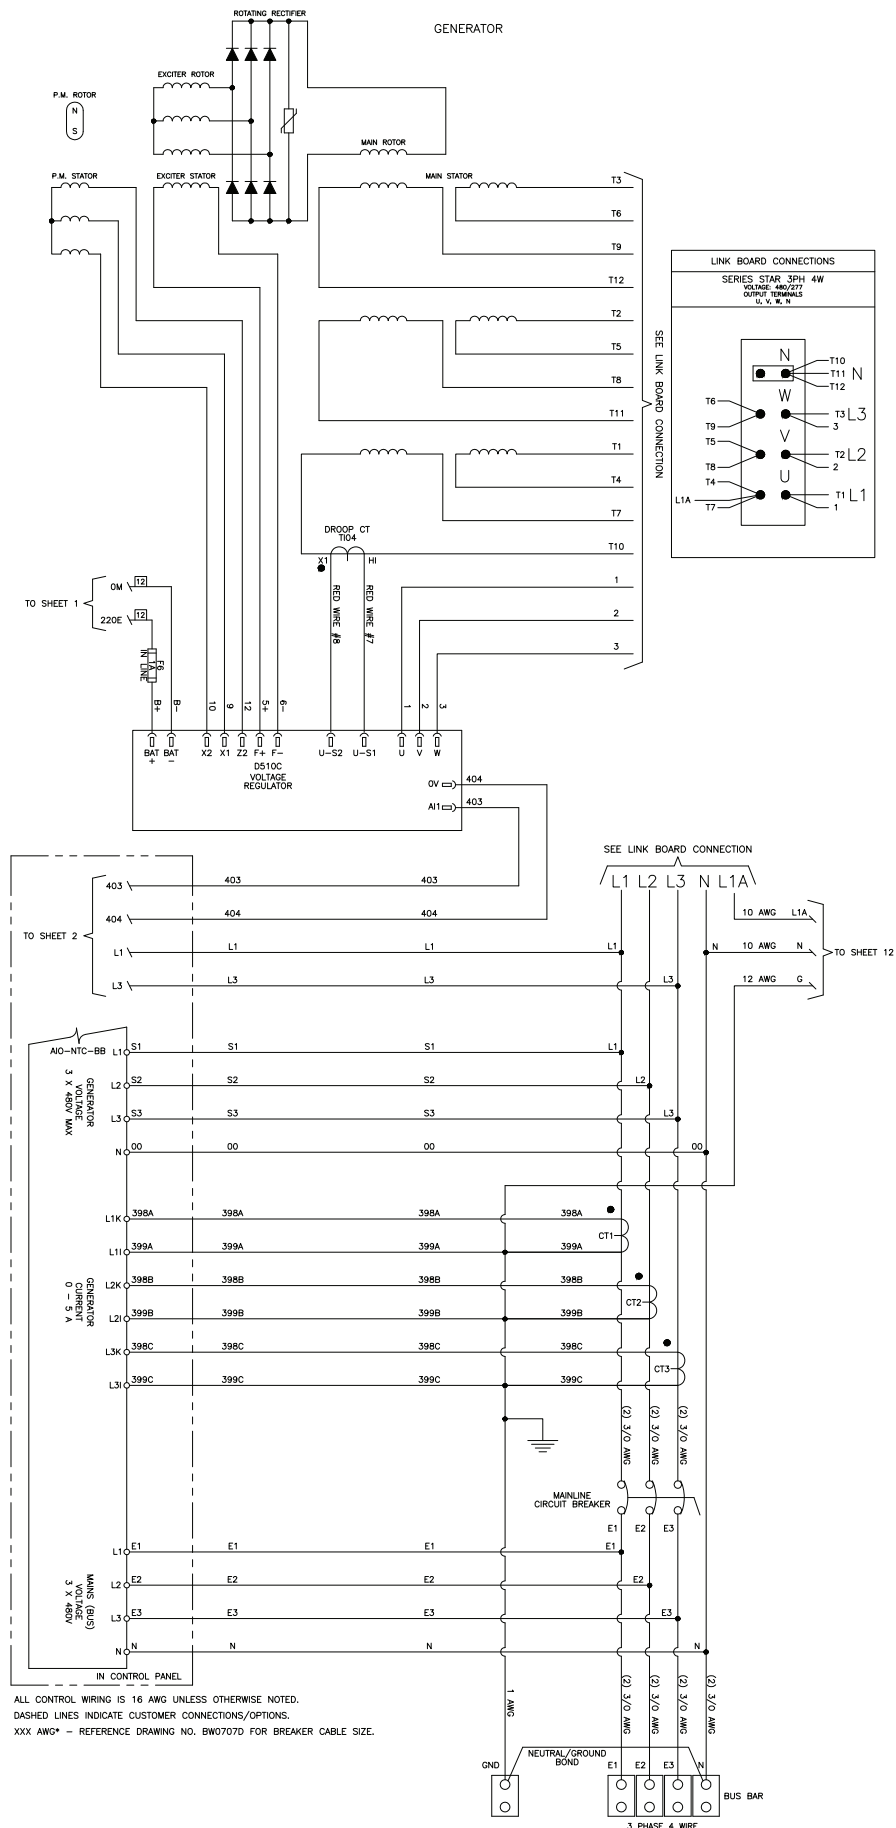 GENERATOR
ROTATING RECTIFIER
EXCITER ROTOR
P.M. ROTOR
N
S
MAIN ROTOR
P.M. STATOR
EXCITER STATOR
MAIN STATOR
T3
T6
T9
T12
T2
T5
T8
T11
T1
T4
T7
T10
1
2
3
SEE LINK BOARD CONNECTION
LINK BOARD CONNECTIONS
SERIES STAR 3PH 4W
VOLTAGE: 480/277
OUTPUT TERMINALS
U, V, W, N
N
T10
T11 N
T12
W
T6
T9
T3 L3
3
V
T5
T8
T2 L2
2
U
T4
L1A
T7
T1 L1
1
DROOP CT
TI04
X1
HI
RED WIRE #8
RED WIRE #7
TO SHEET 1
0M
12
220E
12
F6
1A
IN LINE
B+
B-
10
9
12
5+
6-
1
2
3
BAT +
BAT -
X2
X1
Z2
F+
F-
U-S2
U-S1
U
V
W
D510C
VOLTAGE
REGULATOR
0V
404
AI1
403
SEE LINK BOARD CONNECTION
L1 L2 L3 N L1A
TO SHEET 2
403 403 403
404 404 404
L1 L1 L1 L1
L3 L3 L3 L3
10 AWG L1A
N 10 AWG N
12 AWG G
TO SHEET 12
AIO-NTC-BB
GENERATOR
VOLTAGE
3 X 480V MAX
L1 S1 S1 S1 L1
L2 S2 S2 S2 L2
L3 S3 S3 S3 L3
N 00 00 00 00
GENERATOR
CURRENT
0 - 5 A
L1K 398A 398A 398A 398A
CT1
L1I 399A 399A 399A 399A
L2K 398B 398B 398B 398B
CT2
L2I 399B 399B 399B 399B
L3K 398C 398C 398C 398C
CT3
L3I 399C 399C 399C 399C
(2) 3/0 AWG
(2) 3/0 AWG
(2) 3/0 AWG
MAINLINE
CIRCUIT BREAKER
E1 E2 E3
MAINS (BUS)
VOLTAGE
3 X 480V
L1 E1 E1 E1 E1
L2 E2 E2 E2 E2
L3 E3 E3 E3 E3
N N N N N
IN CONTROL PANEL
ALL CONTROL WIRING IS 16 AWG UNLESS OTHERWISE NOTED.
DASHED LINES INDICATE CUSTOMER CONNECTIONS/OPTIONS.
XXX AWG* - REFERENCE DRAWING NO. BW0707D FOR BREAKER CABLE SIZE.
1 AWG
(2) 3/0 AWG
(2) 3/0 AWG
(2) 3/0 AWG
(2) 3/0 AWG
NEUTRAL/GROUND
BOND
GND
E1 E2 E3 N
BUS BAR
3 PHASE 4 WIRE